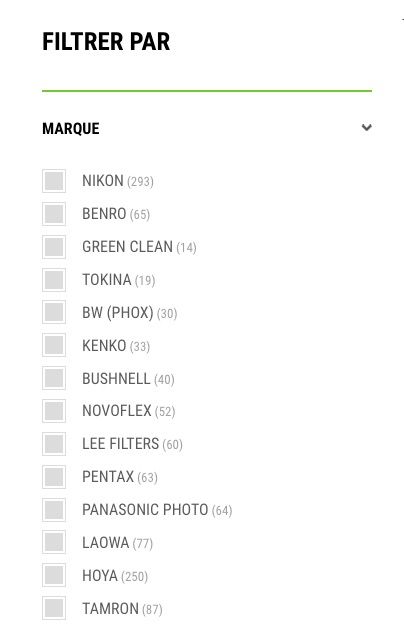 FILTRER PAR
MARQUE
NIKON (293)
BENRO (65)
GREEN CLEAN (14)
TOKINA (19)
BW (PHOX) (30)
KENKO (33)
BUSHNELL (40)
NOVOFLEX (52)
LEE FILTERS (60)
PENTAX (63)
PANASONIC PHOTO (64)
LAOWA (77)
HOYA (250)
TAMRON (87)